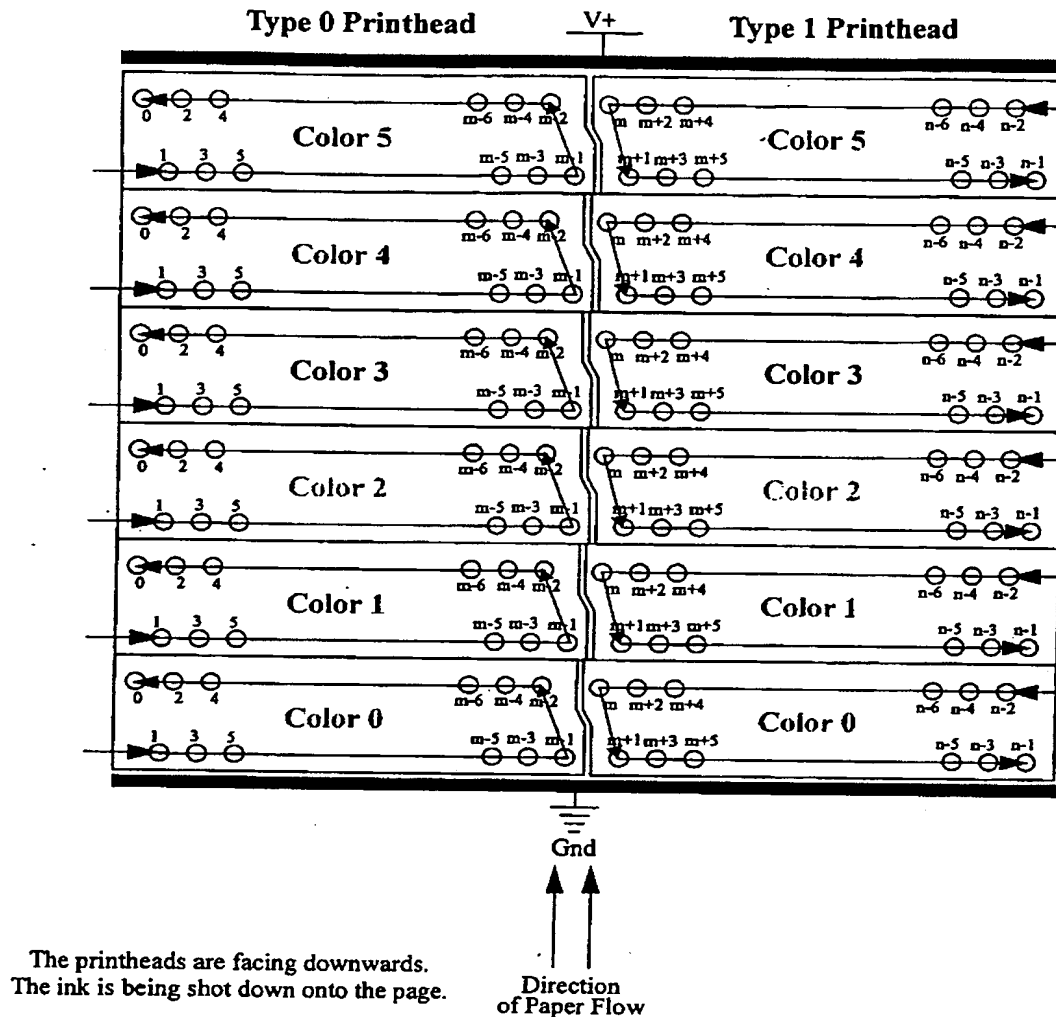 Type 0 Printhead V+ Type 1 Printhead
0 2 4 m-6 m-4 m-2 m m+2 m+4 n-6 n-4 n-2
Color 5 Color 5
1 3 5 m-5 m-3 m-1 m+1 m+3 m+5 n-5 n-3 n-1
0 2 4 m-6 m-4 m-2 m m+2 m+4 n-6 n-4 n-2
Color 4 Color 4
1 3 5 m-5 m-3 m-1 m+1 m+3 m+5 n-5 n-3 n-1
0 2 4 m-6 m-4 m-2 m m+2 m+4 n-6 n-4 n-2
Color 3 Color 3
1 3 5 m-5 m-3 m-1 m+1 m+3 m+5 n-5 n-3 n-1
0 2 4 m-6 m-4 m-2 m m+2 m+4 n-6 n-4 n-2
Color 2 Color 2
1 3 5 m-5 m-3 m-1 m+1 m+3 m+5 n-5 n-3 n-1
0 2 4 m-6 m-4 m-2 m m+2 m+4 n-6 n-4 n-2
Color 1 Color 1
1 3 5 m-5 m-3 m-1 m+1 m+3 m+5 n-5 n-3 n-1
0 2 4 m-6 m-4 m-2 m m+2 m+4 n-6 n-4 n-2
Color 0 Color 0
1 3 5 m-5 m-3 m-1 m+1 m+3 m+5 n-5 n-3 n-1
Gnd
The printheads are facing downwards.
The ink is being shot down onto the page.
Direction
of Paper Flow